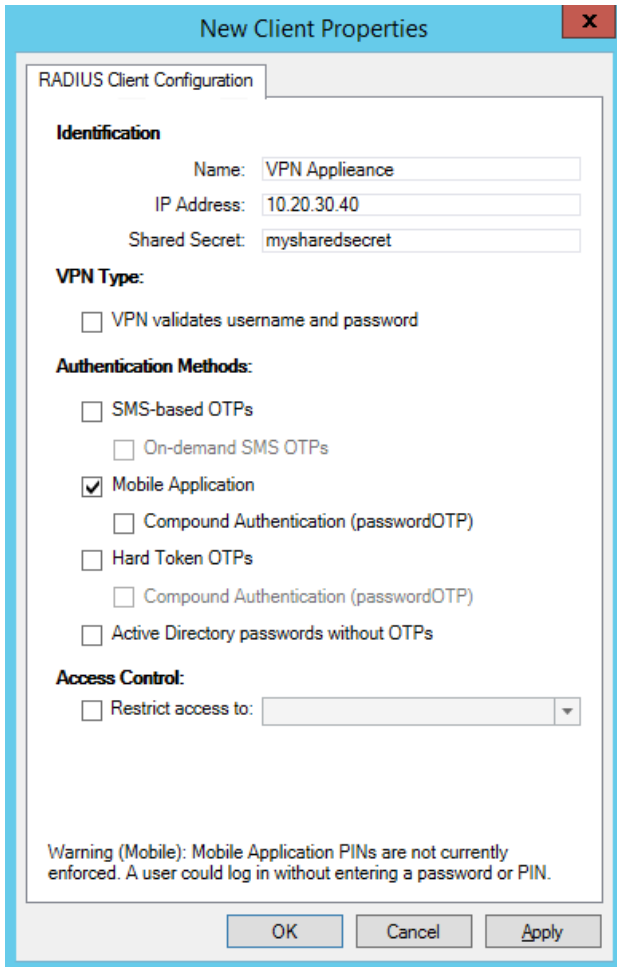 New Client Properties
x
RADIUS Client Configuration
Identification
Name: VPN Applieance
IP Address: 10.20.30.40
Shared Secret: mysharedsecret
VPN Type:
VPN validates username and password
Authentication Methods:
SMS-based OTPs
On-demand SMS OTPs
Mobile Application
Compound Authentication (passwordOTP)
Hard Token OTPs
Compound Authentication (passwordOTP)
Active Directory passwords without OTPs
Access Control:
Restrict access to:
Warning (Mobile): Mobile Application PINs are not currently
enforced. A user could log in without entering a password or PIN.
OK Cancel Apply